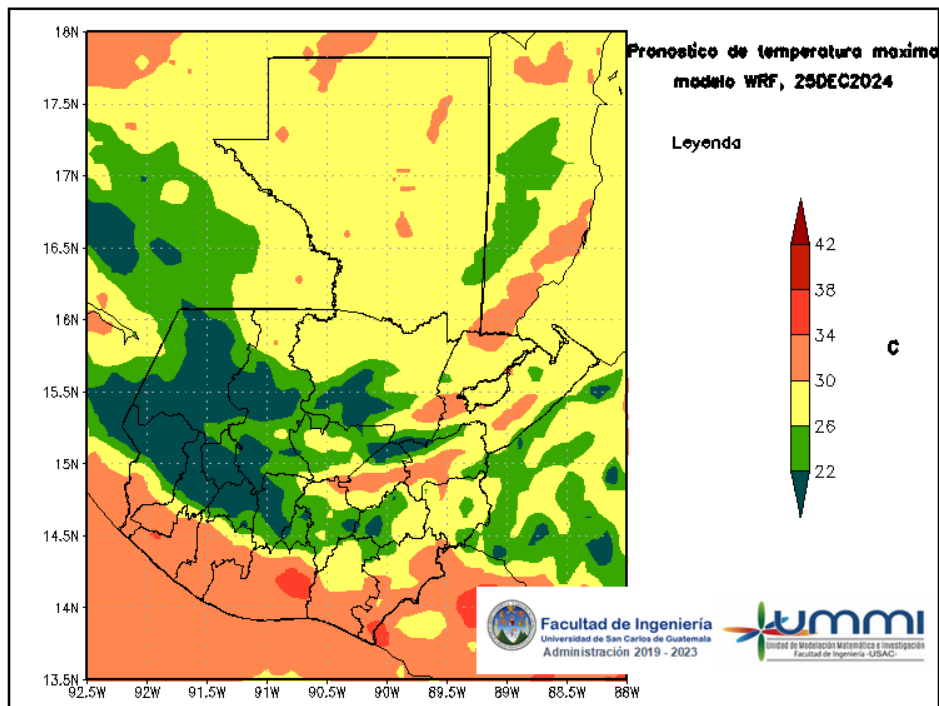 Pronostico de temperatura maxima
modelo WRF, 25DEC2024
Leyenda
18N
17.5N
17N
16.5N
16N
15.5N
15N
14.5N
14N
13.5N
92.5W 92W 91.5W 91W 90.5W 90W 89.5W 89W 88.5W 88W
42
38
34
30
26
22
C
Facultad de Ingeniería
Universidad de San Carlos de Guatemala
Administración 2019 - 2023
UMMI
Unidad de Modelación Matemática e Investigación
Facultad de Ingeniería -USAC-